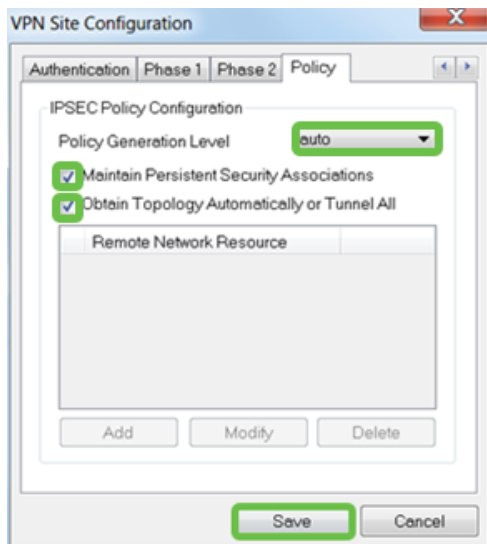 VPN Site Configuration
X
Authentication Phase 1 Phase 2 Policy
IPSEC Policy Configuration
Policy Generation Level auto
Maintain Persistent Security Associations
Obtain Topology Automatically or Tunnel All
Remote Network Resource
Add Modify Delete
Save Cancel